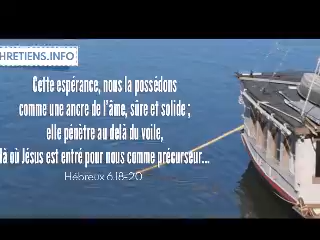 HRETIENS.INFO
Cette espérance, nous la possédons
comme une ancre de l'âme, sûre et solide ;
elle pénètre au delà du voile,
là où Jésus est entré pour nous comme précurseur...
Hébreux 6.18-20